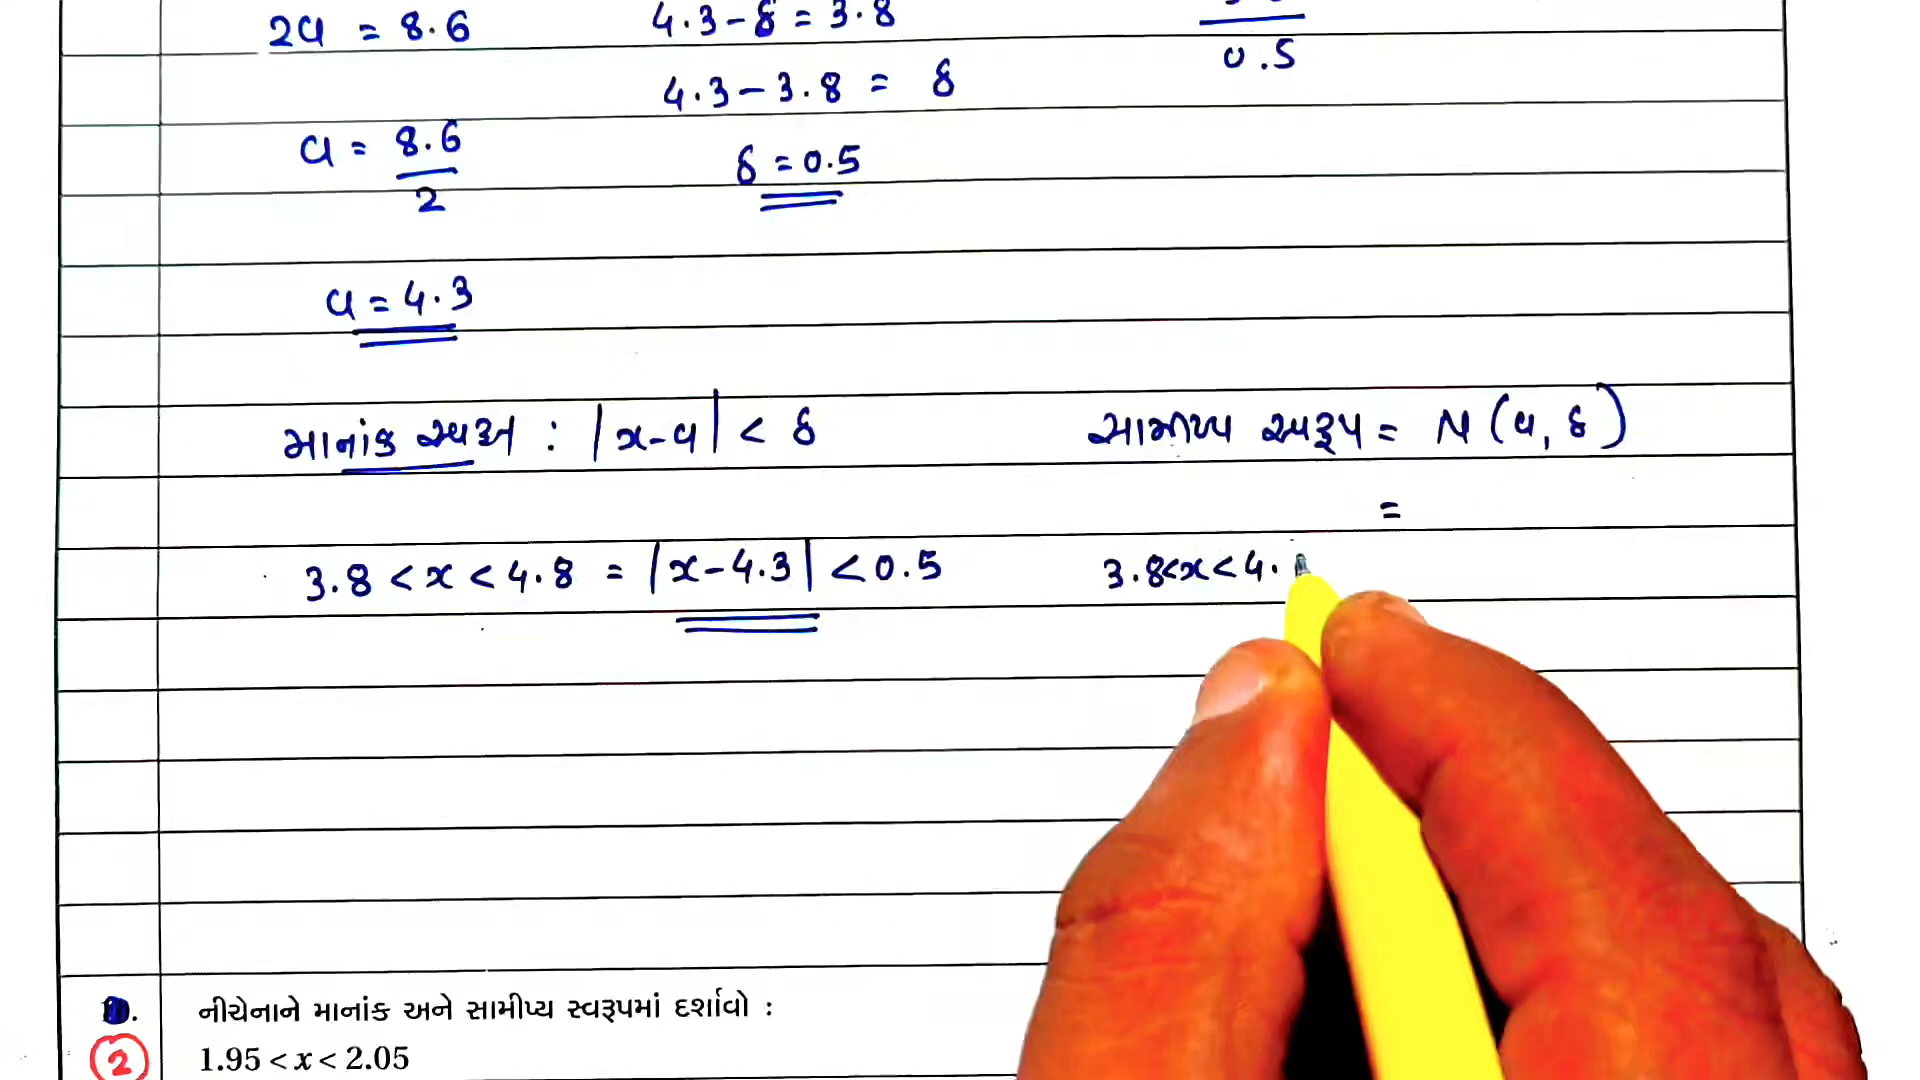 2a = 8.6
4.3-δ = 3.8
0.5
4.3-3.8 = δ
a = 8.6/2
δ = 0.5
a = 4.3
માનાંક સ્વરૂપ : |x-a| < δ
સામીપ્ય સ્વરૂપ = N (a, δ)
=
3.8 < x < 4.8 = |x-4.3| < 0.5
3.8<x<4.
નીચેનાને માનાંક અને સામીપ્ય સ્વરૂપમાં દર્શાવો :
2
1.95 < x < 2.05